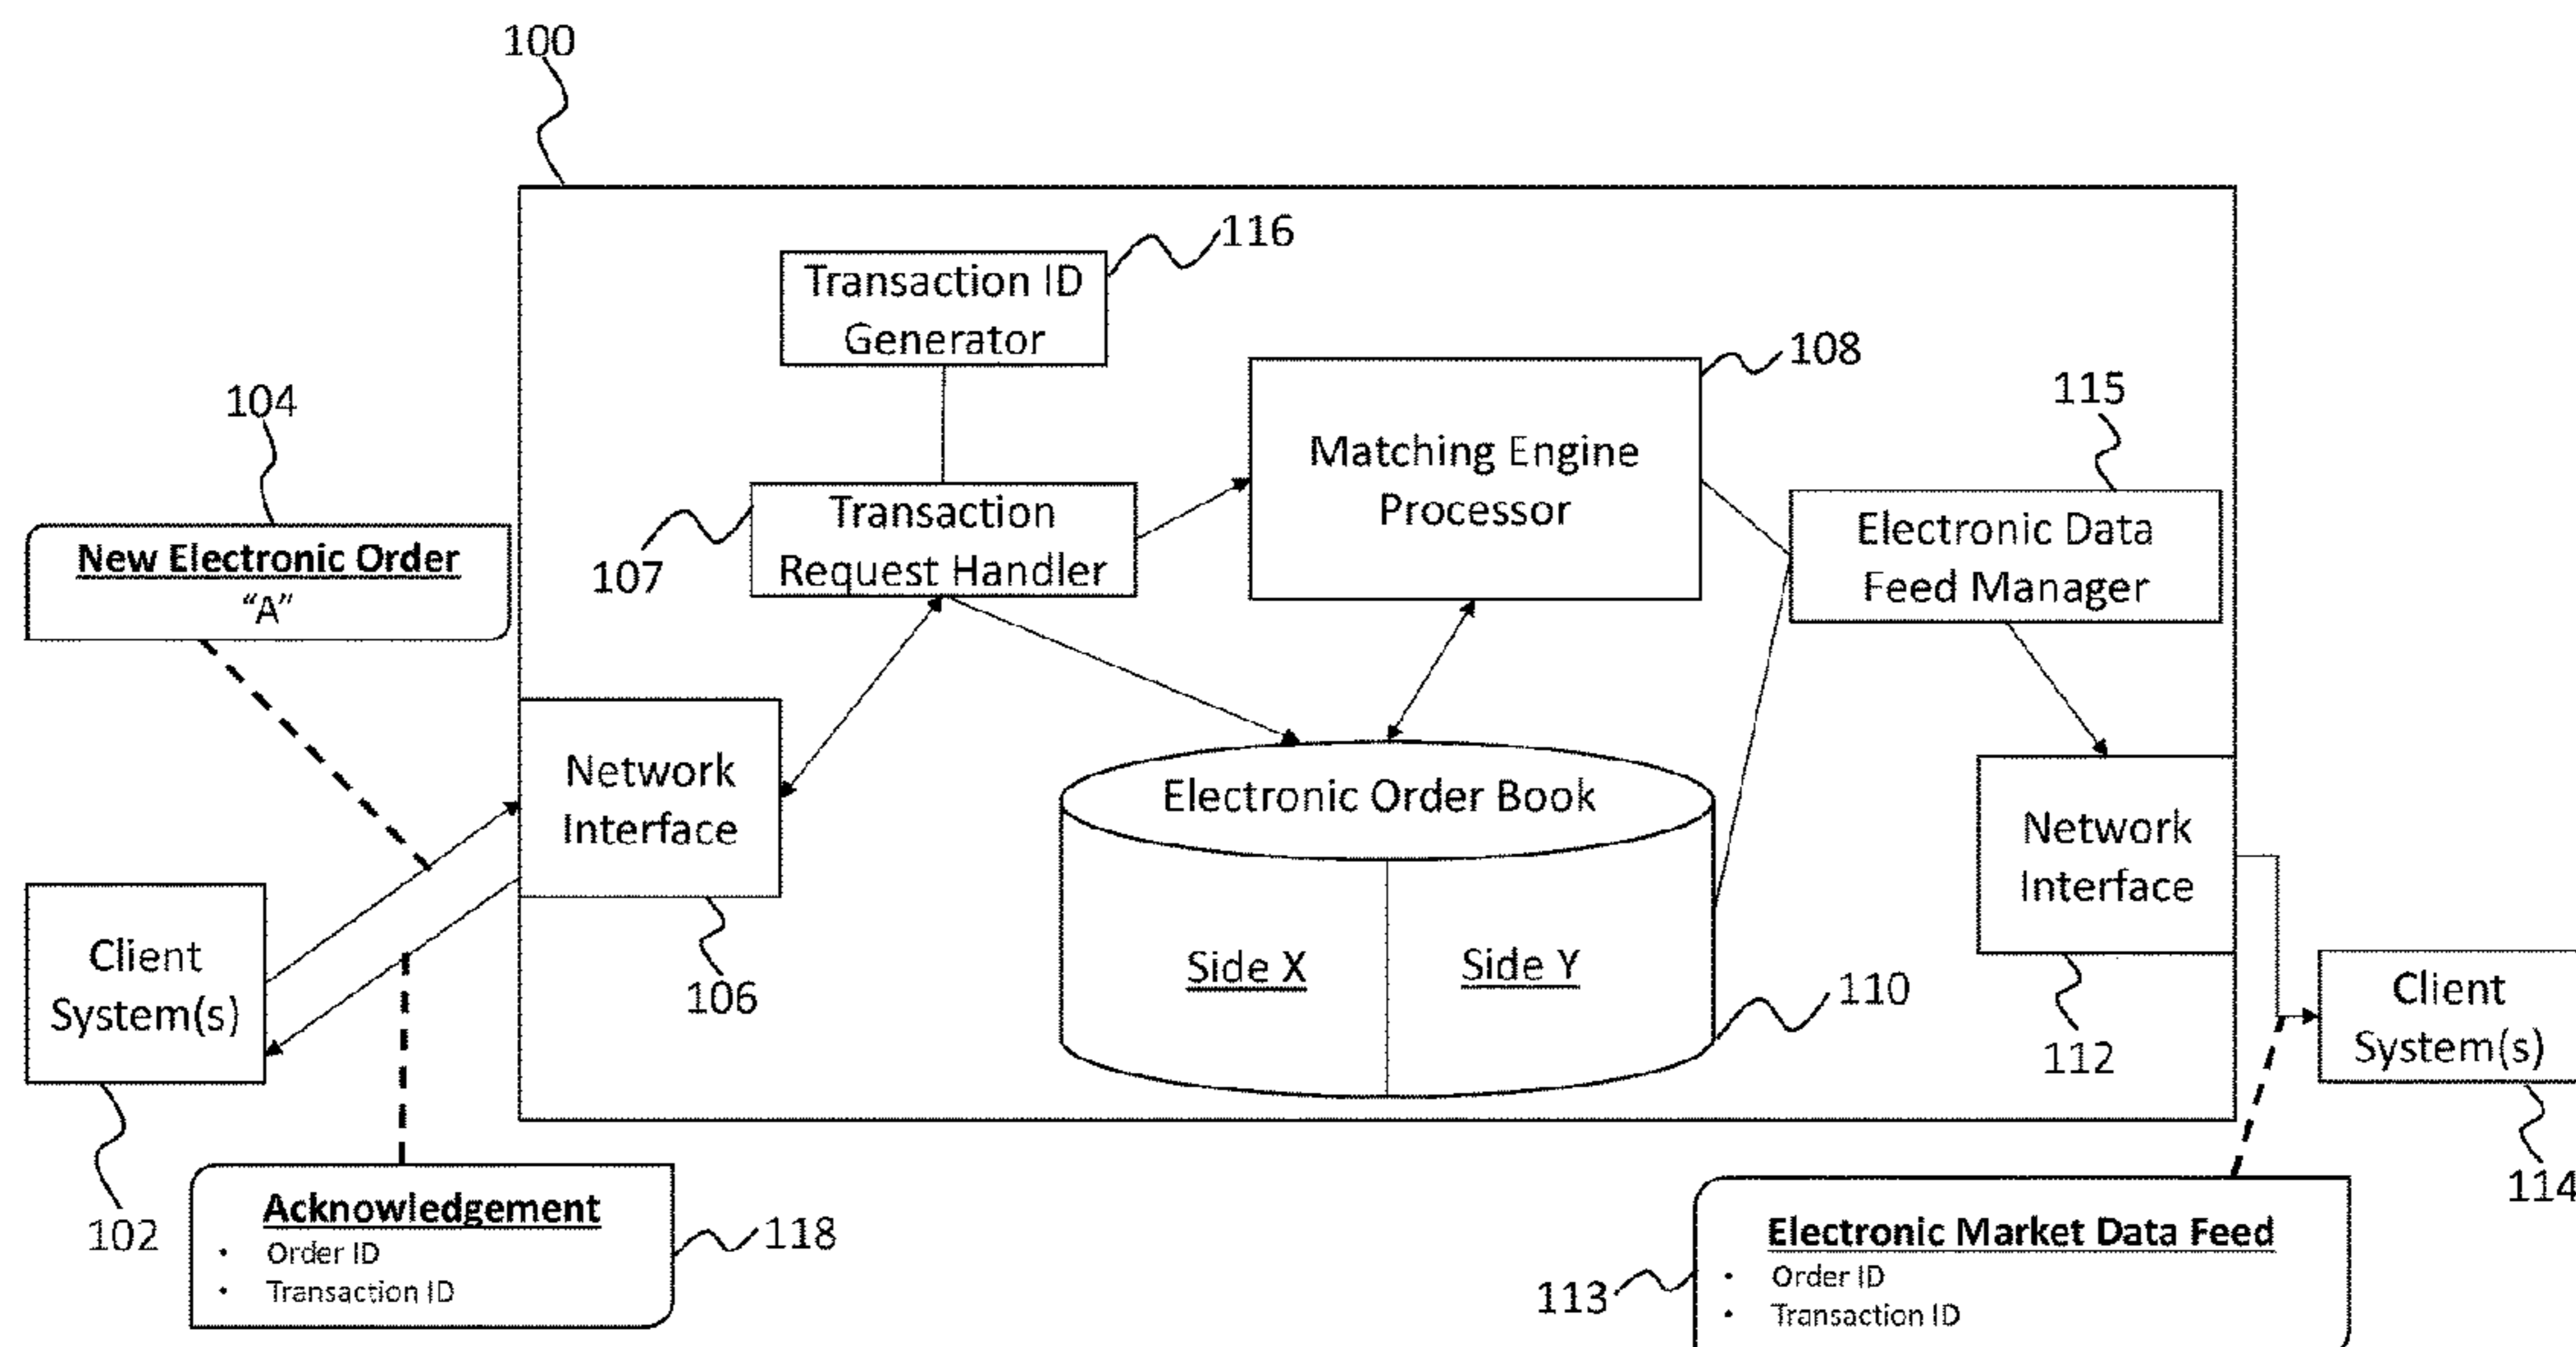 100
116
Transaction ID
Generator
108
115
104
Matching Engine
Processor
Transaction
Request Handler
107
Electronic Data
Feed Manager
New Electronic Order
“A”
Network
Interface
106
Electronic Order Book
Side X
Side Y
110
Network
Interface
112
Client
System(s)
102
Client
System(s)
114
Acknowledgement
• Order ID
• Transaction ID
118
Electronic Market Data Feed
• Order ID
• Transaction ID
113